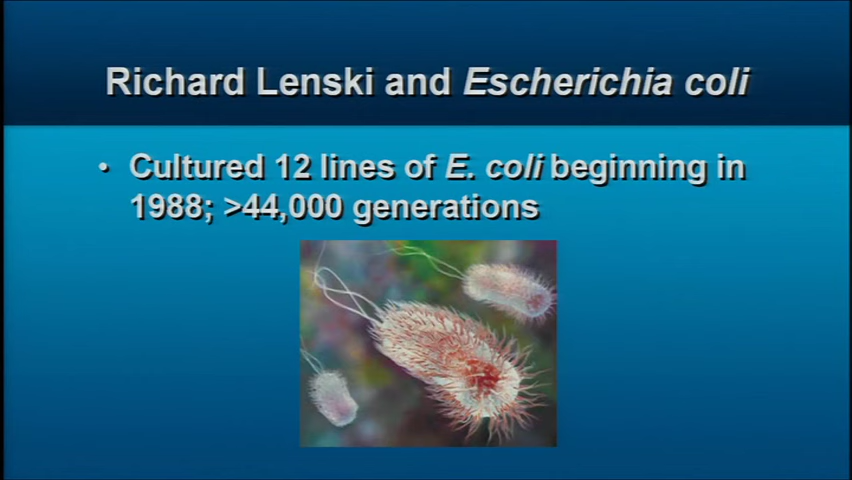 Richard Lenski and Escherichia coli
• Cultured 12 lines of E. coli beginning in
1988; >44,000 generations